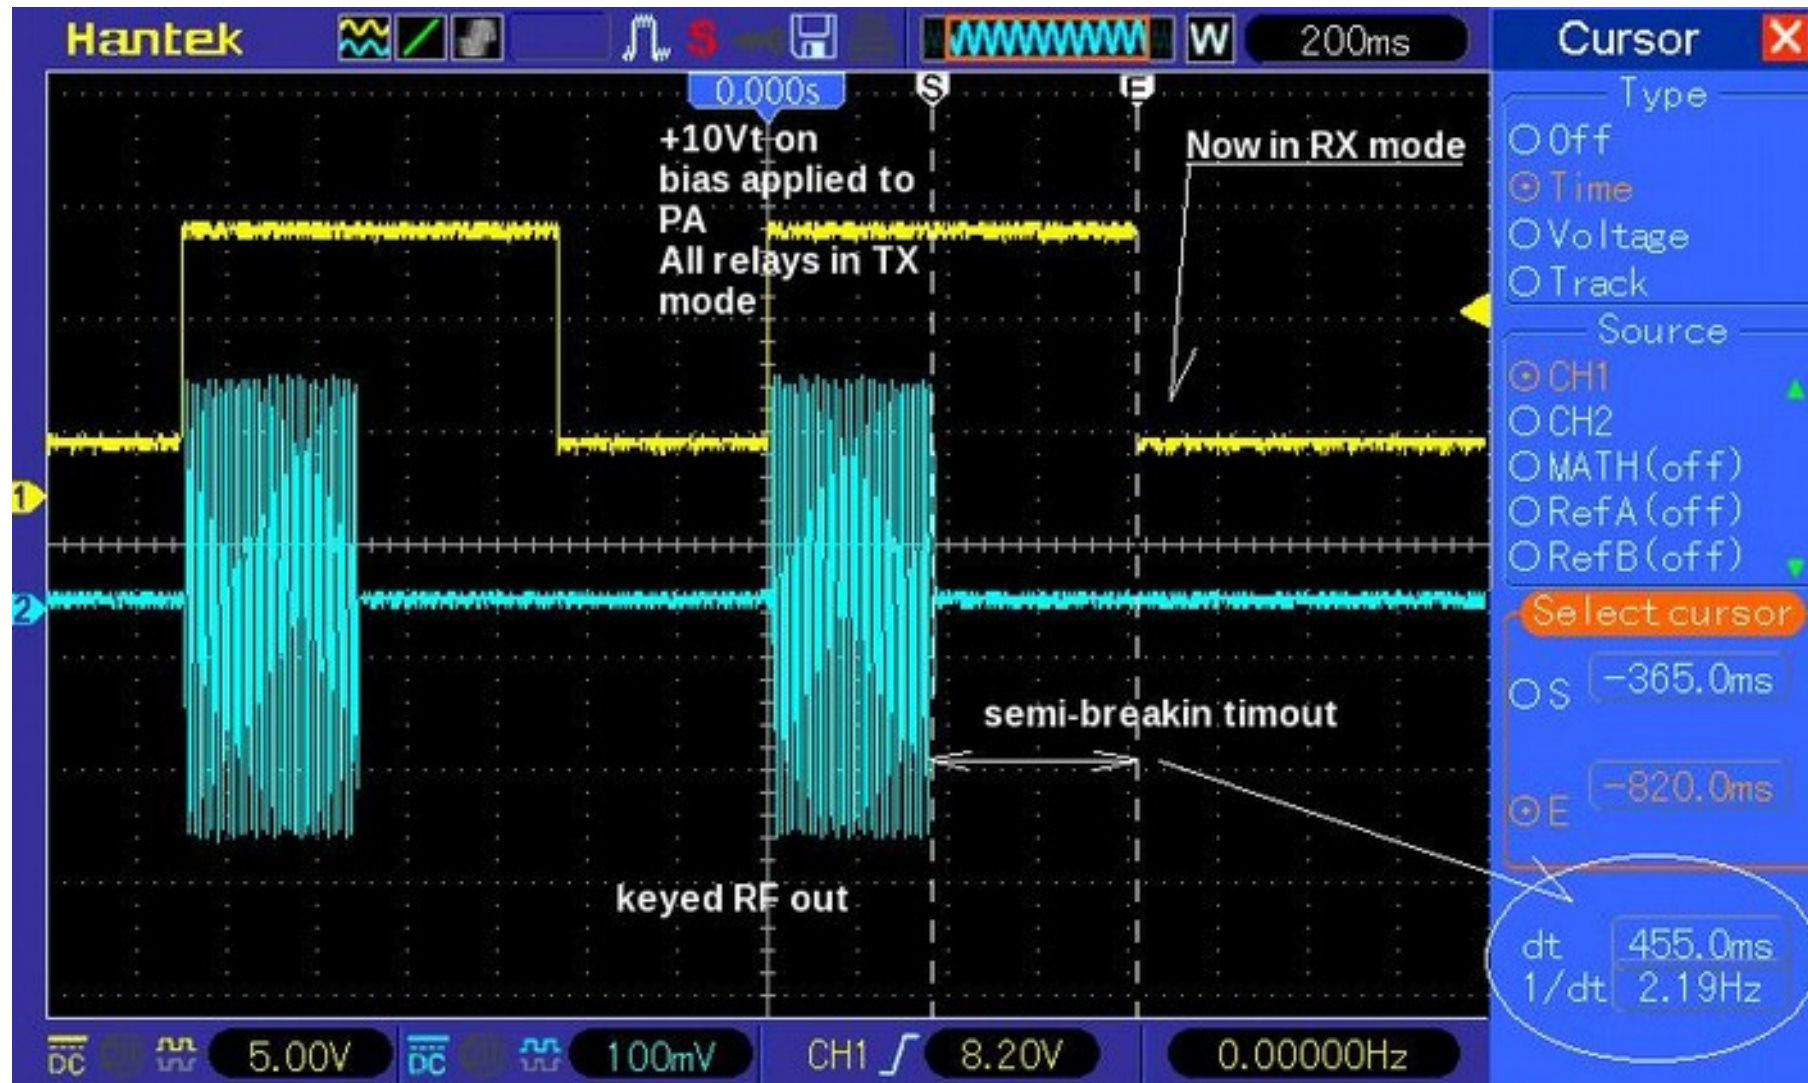 Hantek
S
W
200ms
Cursor
X
0.000s
S
E
+10Vt on
bias applied to
PA
All relays in TX
mode
Now in RX mode
Type
Off
Time
Voltage
Track
Source
CH1
CH2
MATH(off)
RefA(off)
RefB(off)
1
2
Select cursor
S
-365.0ms
E
-820.0ms
semi-breakin timout
keyed RF out
dt
455.0ms
1/dt
2.19Hz
DC
5.00V
DC
100mV
CH1
8.20V
0.00000Hz